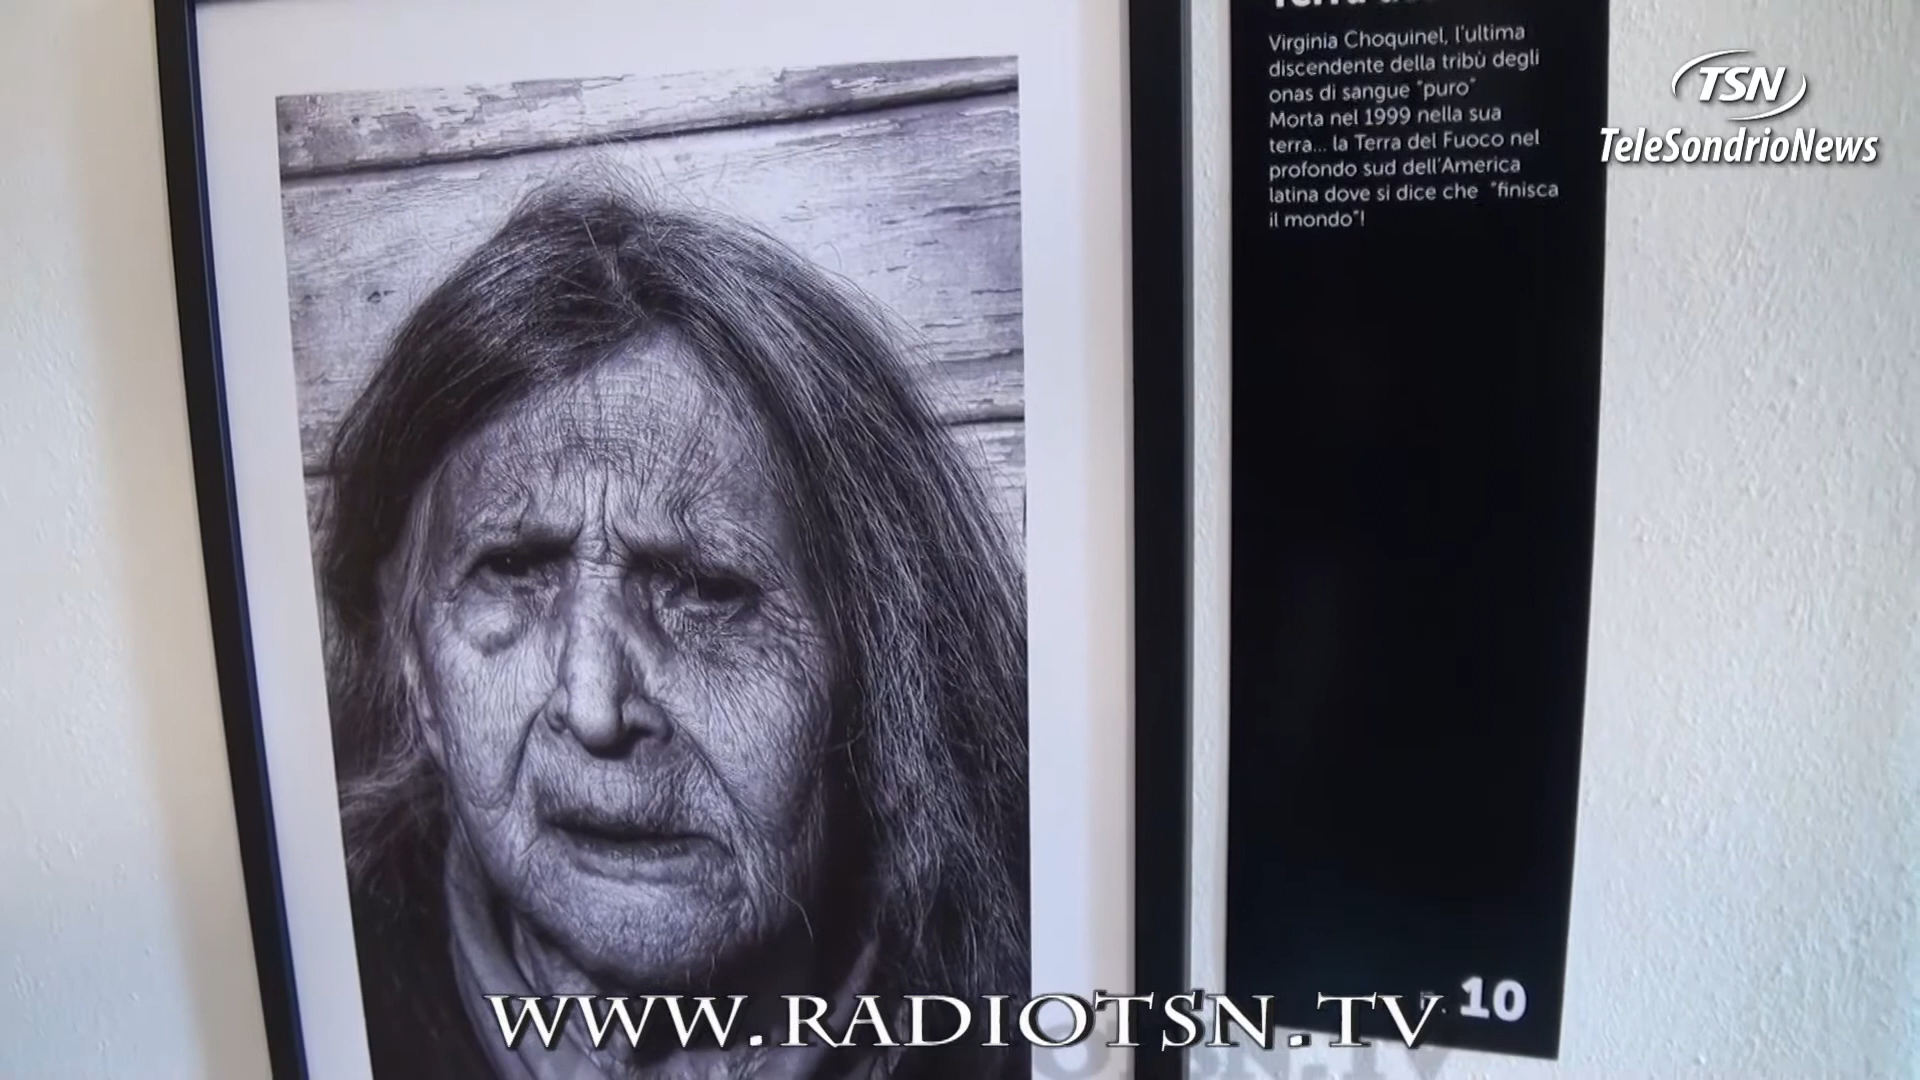 Terra
Virginia Choquinel, l'ultima
discendente della tribù degli
onas di sangue "puro"
Morta nel 1999 nella sua
terra... la Terra del Fuoco nel
profondo sud dell'America
latina dove si dice che "finisca
il mondo"!
TSN
TeleSondrioNews
10
WWW.RADIOTSN.TV